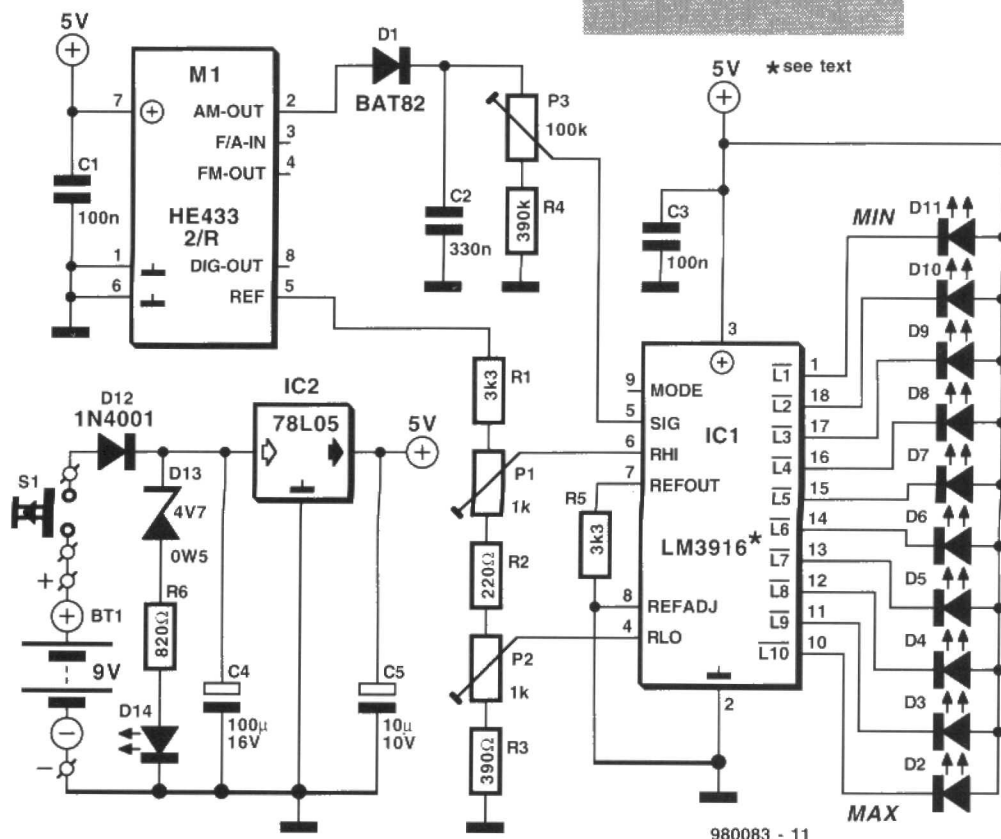 5V
M1
7
AM-OUT
2
F/A-IN
3
FM-OUT
4
C1
100n
HE433
2/R
1
DIG-OUT
8
6
REF
5
D1
BAT82
C2
330n
P3
100k
R4
390k
5V
* see text
C3
100n
3
MIN
D11
D10
D9
D8
D7
D6
D5
D4
D3
D2
MAX
9
MODE
5
SIG
6
RHI
7
REFOUT
IC1
LM3916*
8
REFADJ
4
RLO
2
L1
1
L2
18
L3
17
L4
16
L5
15
L6
14
L7
13
L8
12
L9
11
L10
10
R5
3k3
R1
3k3
P1
1k
R2
220Ω
P2
1k
R3
390Ω
D12
1N4001
IC2
78L05
5V
S1
D13
4V7
0W5
+
BT1
9V
R6
820Ω
D14
-
C4
100µ
16V
C5
10µ
10V
980083 - 11